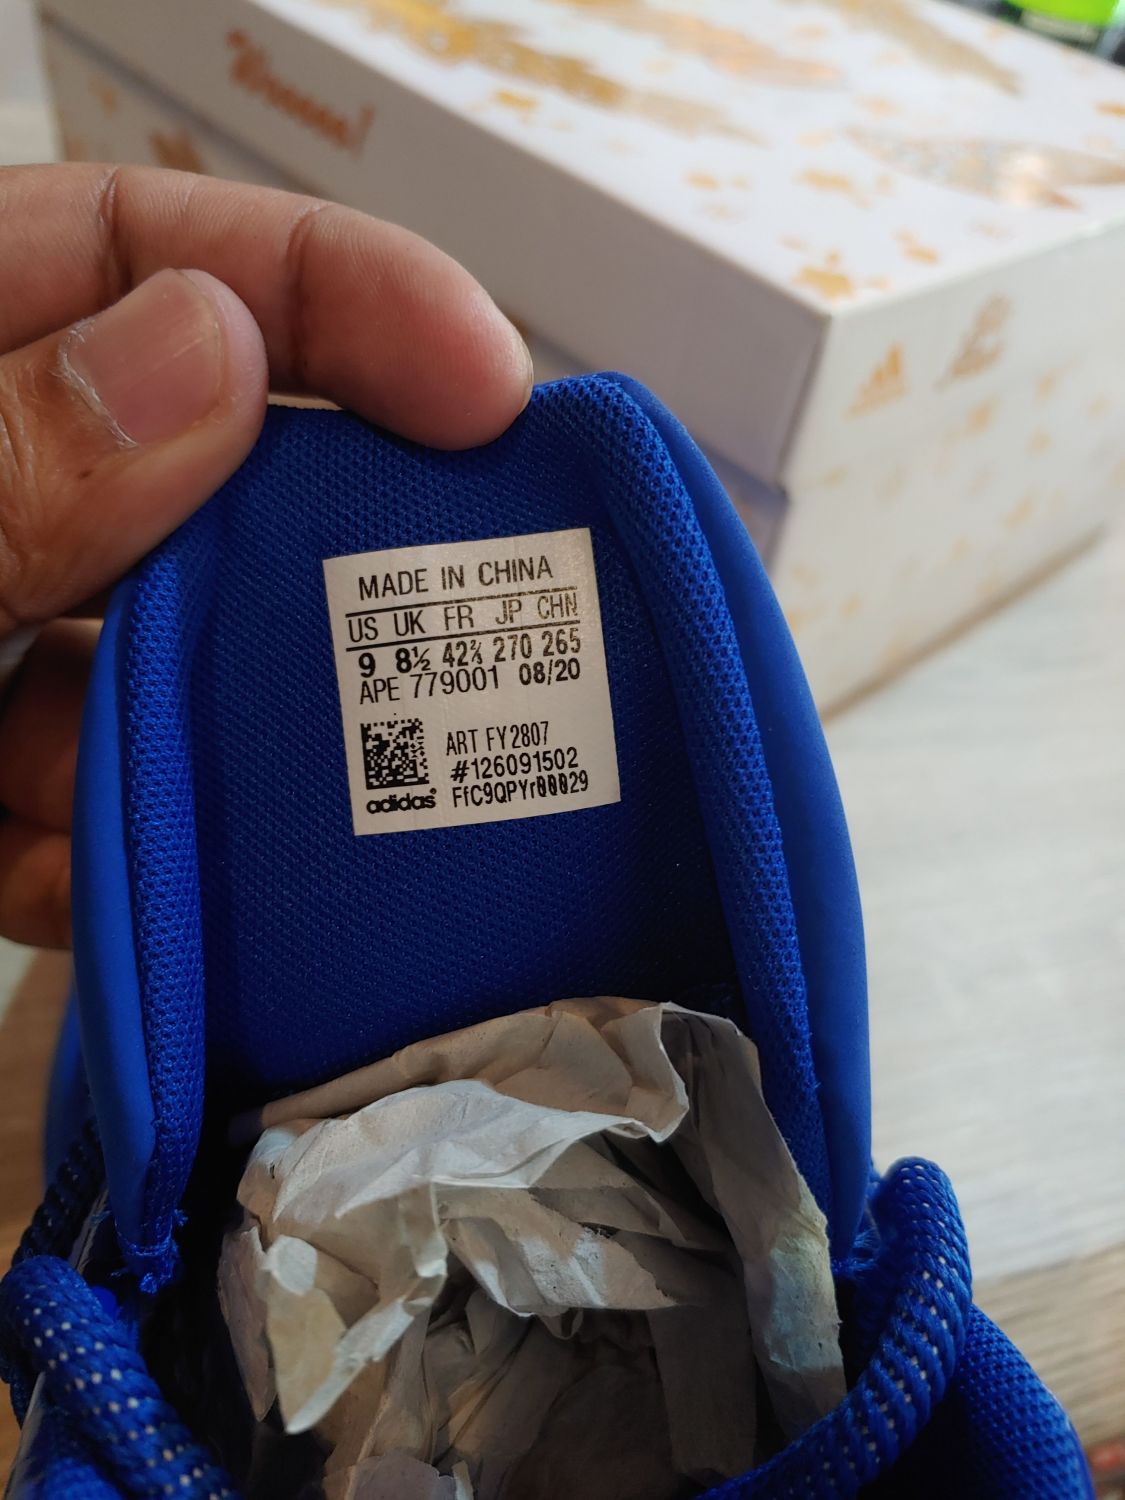 MADE IN CHINA
US UK FR JP CHN
9 8½ 42⅔ 270 265
APE 779001 08/20
ART FY2807
#126091502
adidas